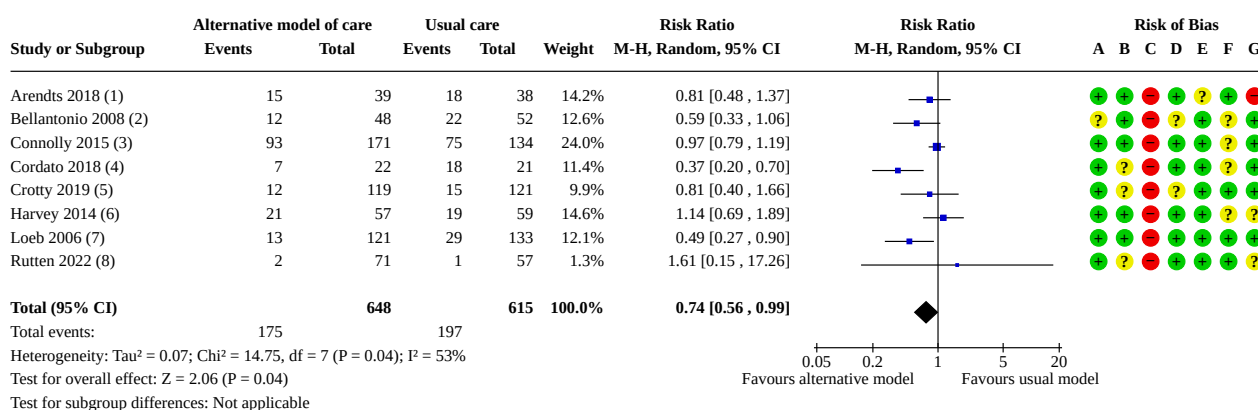 Alternative model of care Usual care Risk Ratio Risk Ratio Risk of Bias
Study or Subgroup Events Total Events Total Weight M-H, Random, 95% CI M-H, Random, 95% CI A B C D E F G
Arendts 2018 (1) 15 39 18 38 14.2% 0.81 [0.48 , 1.37] + + − + ? + −
Bellantonio 2008 (2) 12 48 22 52 12.6% 0.59 [0.33 , 1.06] ? + − ? + ? +
Connolly 2015 (3) 93 171 75 134 24.0% 0.97 [0.79 , 1.19] + + − + + ? +
Cordato 2018 (4) 7 22 18 21 11.4% 0.37 [0.20 , 0.70] + ? − + + ? +
Crotty 2019 (5) 12 119 15 121 9.9% 0.81 [0.40 , 1.66] + ? − ? + + +
Harvey 2014 (6) 21 57 19 59 14.6% 1.14 [0.69 , 1.89] + + − + + ? ?
Loeb 2006 (7) 13 121 29 133 12.1% 0.49 [0.27 , 0.90] + + − + + + +
Rutten 2022 (8) 2 71 1 57 1.3% 1.61 [0.15 , 17.26] + ? − + + + ?
Total (95% CI) 648 615 100.0% 0.74 [0.56 , 0.99]
Total events: 175 197
Heterogeneity: Tau² = 0.07; Chi² = 14.75, df = 7 (P = 0.04); I² = 53%
Test for overall effect: Z = 2.06 (P = 0.04)
Test for subgroup differences: Not applicable
0.05 0.2 1 5 20
Favours alternative model Favours usual model